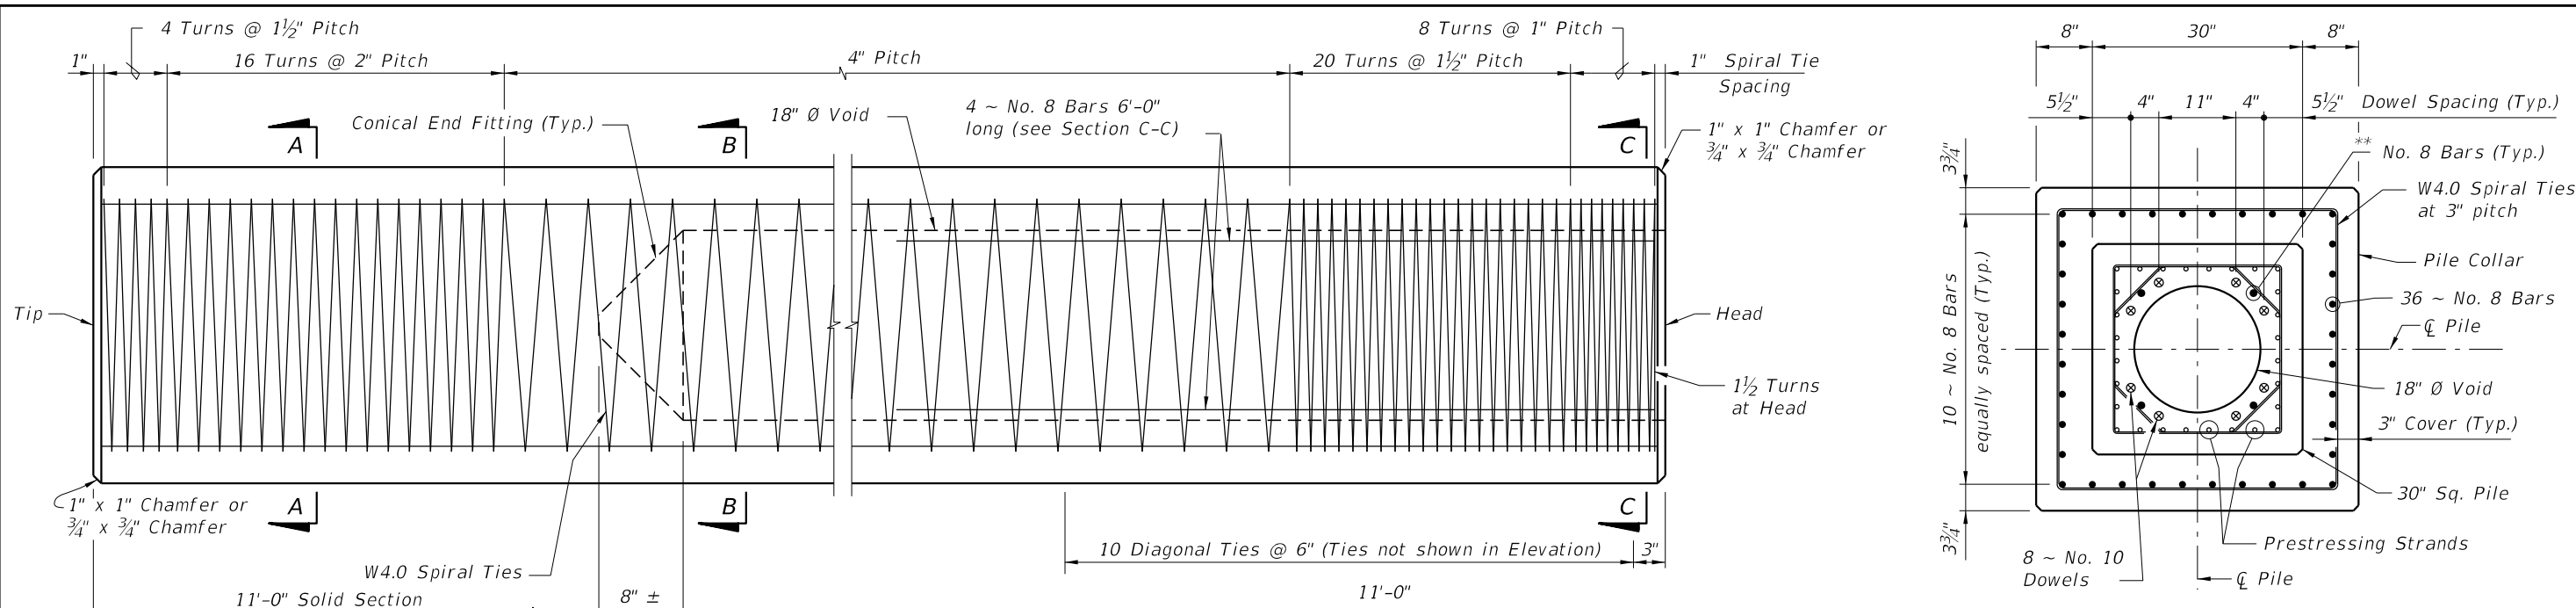 4 Turns @ 1½" Pitch
8 Turns @ 1" Pitch
1"
16 Turns @ 2" Pitch
4" Pitch
20 Turns @ 1½" Pitch
1" Spiral Tie
Spacing
Conical End Fitting (Typ.)
18" Ø Void
4 ~ No. 8 Bars 6'-0"
long (see Section C-C)
1" x 1" Chamfer or
¾" x ¾" Chamfer
A
B
C
Tip
Head
1½ Turns
at Head
1" x 1" Chamfer or
¾" x ¾" Chamfer
A
B
C
10 Diagonal Ties @ 6" (Ties not shown in Elevation)
3"
W4.0 Spiral Ties
11'-0" Solid Section
8" ±
11'-0"
8"
30"
8"
5½"
4"
11"
4"
5½"
Dowel Spacing (Typ.)
**
No. 8 Bars (Typ.)
3¾"
W4.0 Spiral Ties
at 3" pitch
Pile Collar
36 ~ No. 8 Bars
℄ Pile
10 ~ No. 8 Bars
equally spaced (Typ.)
18" Ø Void
3" Cover (Typ.)
30" Sq. Pile
3¾"
Prestressing Strands
8 ~ No. 10
Dowels
℄ Pile